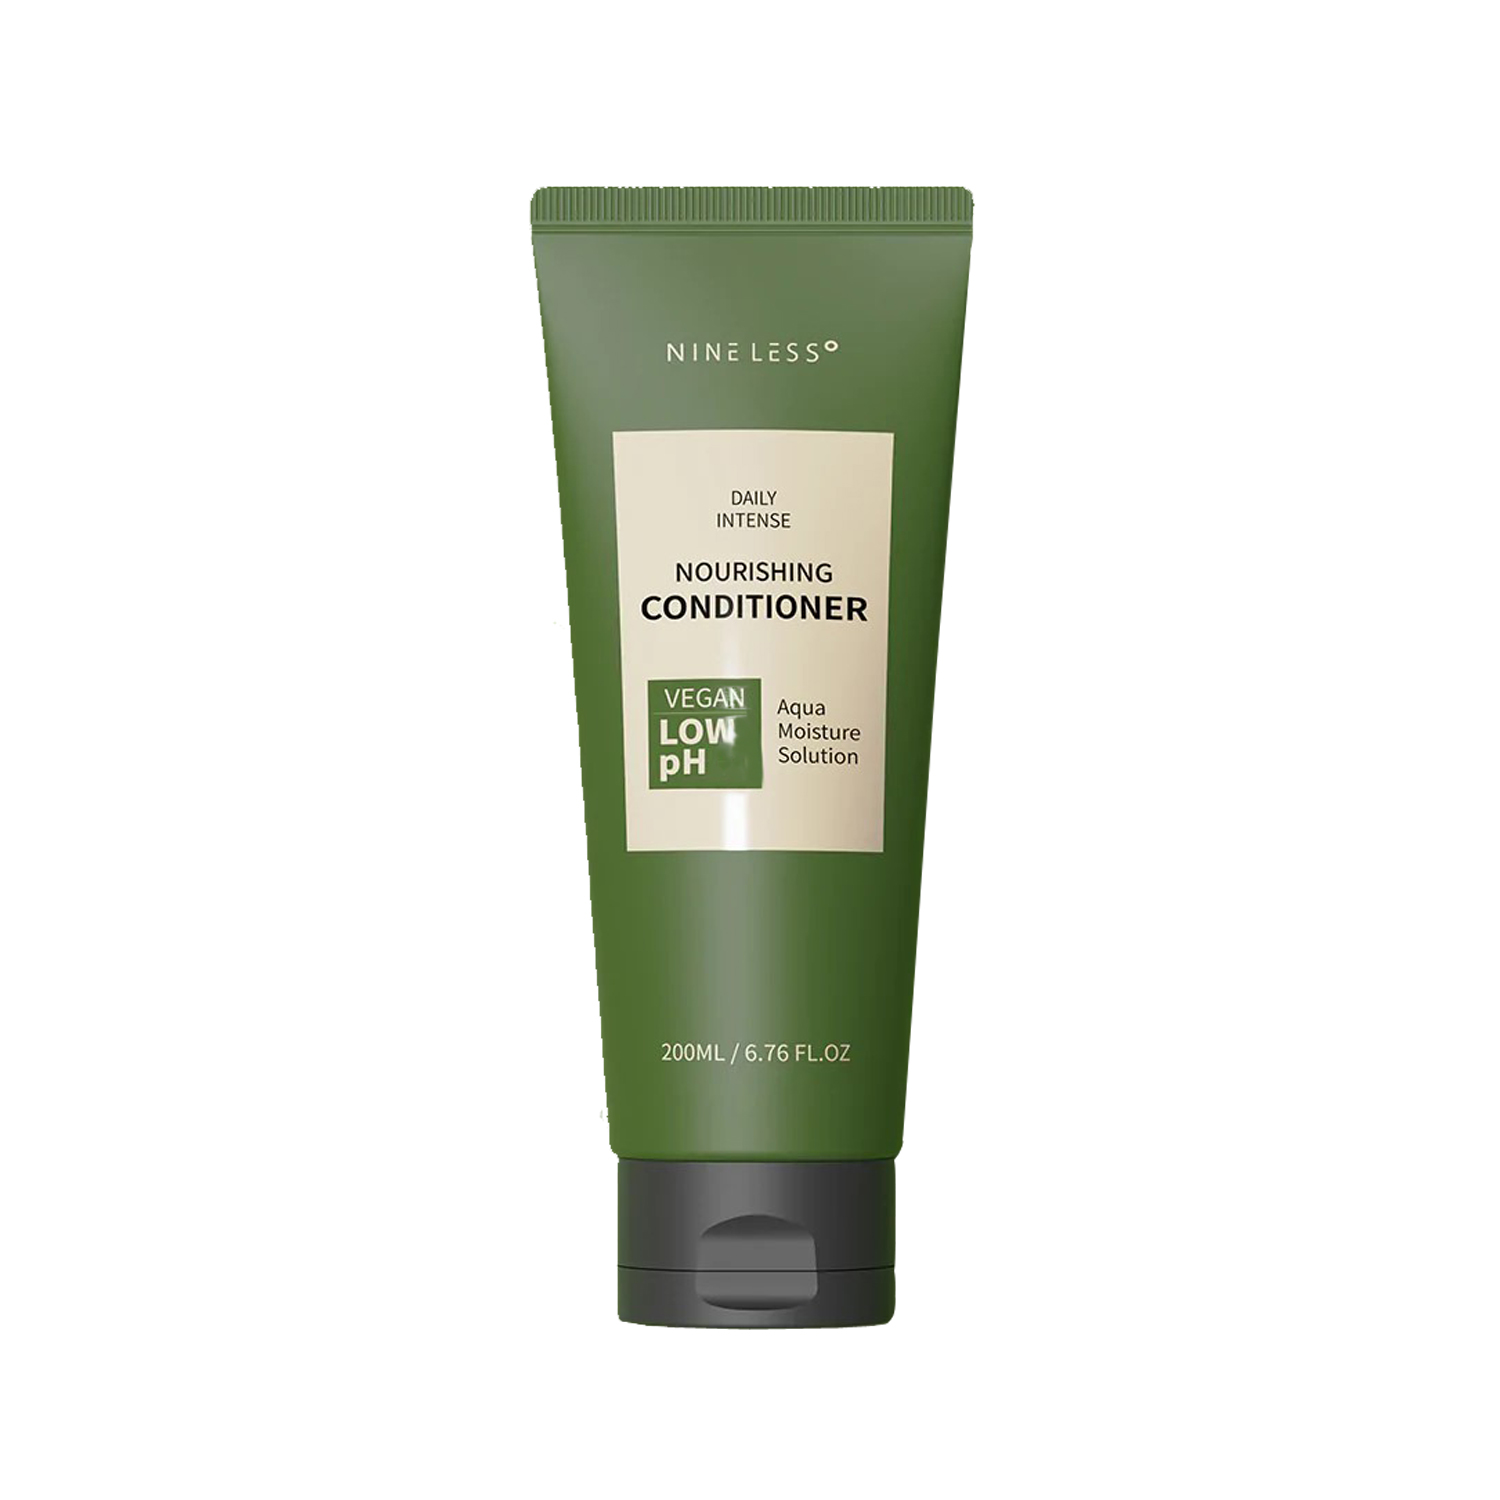 NINE LESS°
DAILY
INTENSE
NOURISHING
CONDITIONER
VEGAN
LOW
pH
Aqua
Moisture
Solution
200ML / 6.76 FL.OZ